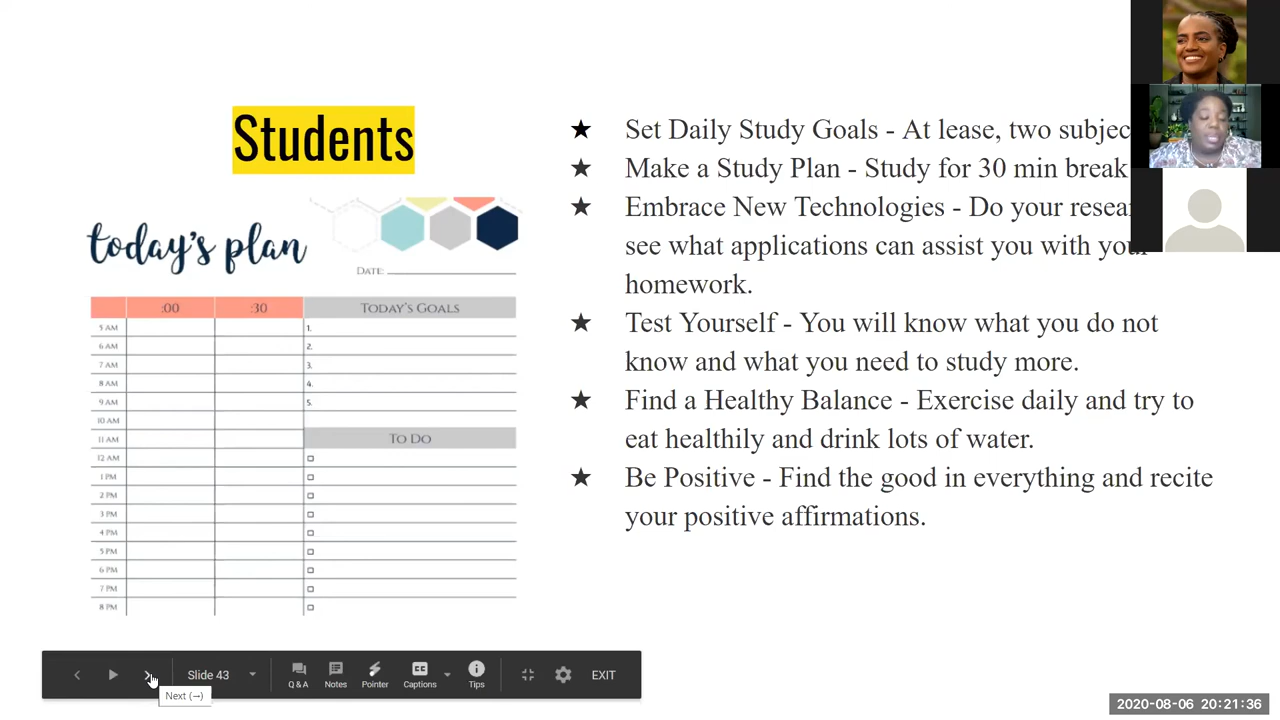 Students
today's plan
DATE:
:00 :30 TODAY'S GOALS
5 AM 1.
6 AM 2.
7 AM 3.
8 AM 4.
9 AM 5.
10 AM
11 AM TO DO
12 AM
1 PM
2 PM
3 PM
4 PM
5 PM
6 PM
7 PM
8 PM
★ Set Daily Study Goals - At lease, two
★ Make a Study Plan - Study for 30 min break
★ Embrace New Technologies - Do your
see what applications can assist you with your
homework.
★ Test Yourself - You will know what you do not
know and what you need to study more.
★ Find a Healthy Balance - Exercise daily and try to
eat healthily and drink lots of water.
★ Be Positive - Find the good in everything and recite
your positive affirmations.
Slide 43 Q & A Notes Pointer Captions Tips EXIT
Next (→)
2020-08-06 20:21:36